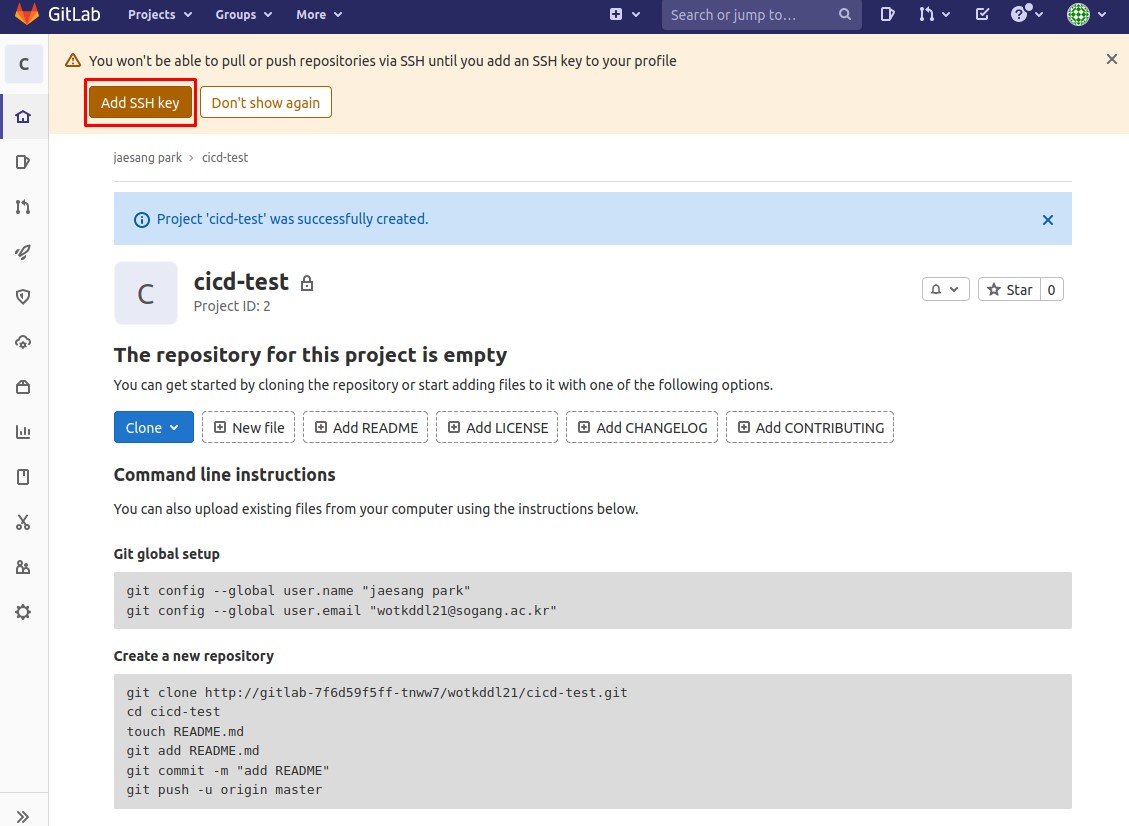 GitLab Projects Groups More Search or jump to…
C
You won't be able to pull or push repositories via SSH until you add an SSH key to your profile
Add SSH key Don't show again
jaesang park › cicd-test
Project 'cicd-test' was successfully created.
C
cicd-test
Project ID: 2
Star 0
The repository for this project is empty
You can get started by cloning the repository or start adding files to it with one of the following options.
Clone New file Add README Add LICENSE Add CHANGELOG Add CONTRIBUTING
Command line instructions
You can also upload existing files from your computer using the instructions below.
Git global setup
git config --global user.name "jaesang park"
git config --global user.email "wotkddl21@sogang.ac.kr"
Create a new repository
git clone http://gitlab-7f6d59f5ff-tnww7/wotkddl21/cicd-test.git
cd cicd-test
touch README.md
git add README.md
git commit -m "add README"
git push -u origin master